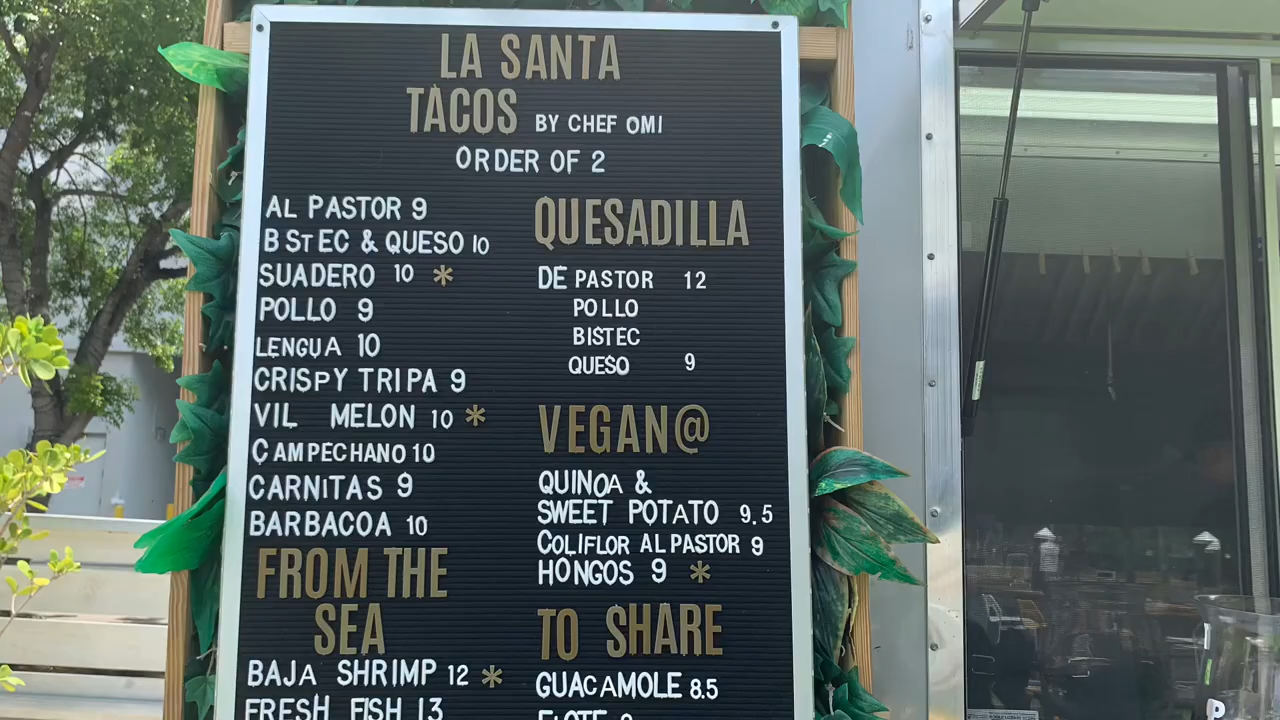 LA SANTA
TACOS BY CHEF OMI
ORDER OF 2
AL PASTOR 9
BSTEC & QUESO 10
SUADERO 10 *
POLLO 9
LENGUA 10
CRISPY TRIPA 9
VIL MELON 10 *
CAMPECHANO 10
CARNITAS 9
BARBACOA 10
FROM THE
SEA
BAJA SHRIMP 12 *
FRESH FISH 13
QUESADILLA
DE PASTOR 12
POLLO
BISTEC
QUESO 9
VEGAN@
QUINOA &
SWEET POTATO 9.5
COLIFLOR AL PASTOR 9
HONGOS 9 *
TO SHARE
GUACAMOLE 8.5